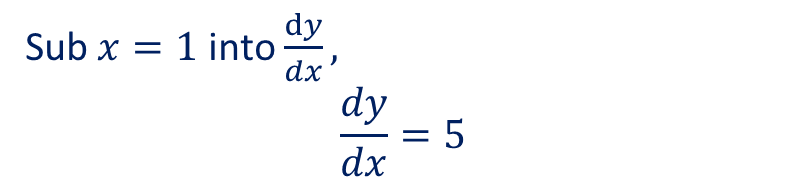 Sub x = 1 into dy/dx,
dy/dx = 5